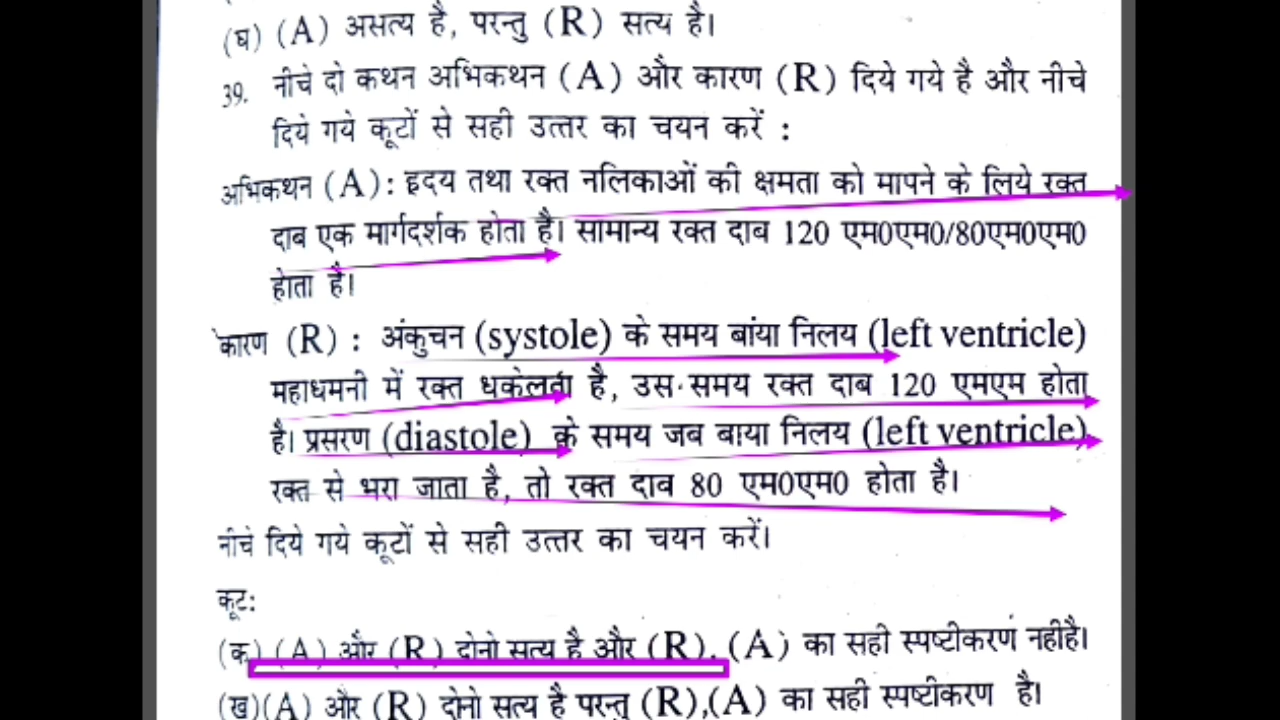 (घ) (A) असत्य है, परन्तु (R) सत्य है।
39. नीचे दो कथन अभिकथन (A) और कारण (R) दिये गये है और नीचे
दिये गये कूटों से सही उत्तर का चयन करें :
अभिकथन (A): हृदय तथा रक्त नलिकाओं की क्षमता को मापने के लिये रक्त
दाब एक मार्गदर्शक होता है। सामान्य रक्त दाब 120 एम0एम0/80एम0एम0
होता है।
कारण (R) : अंकुचन (systole) के समय बांया निलय (left ventricle)
महाधमनी में रक्त धकेलता है, उस समय रक्त दाब 120 एमएम होता
है। प्रसरण (diastole) के समय जब बाया निलय (left ventricle)
रक्त से भरा जाता है, तो रक्त दाब 80 एम0एम0 होता है।
नीचे दिये गये कूटों से सही उत्तर का चयन करें।
कूट:
(क) (A) और (R) दोनो सत्य है और (R), (A) का सही स्पष्टीकरण नहीहै।
(ख)(A) और (R) दोनो सत्य है परन्तु (R),(A) का सही स्पष्टीकरण है।